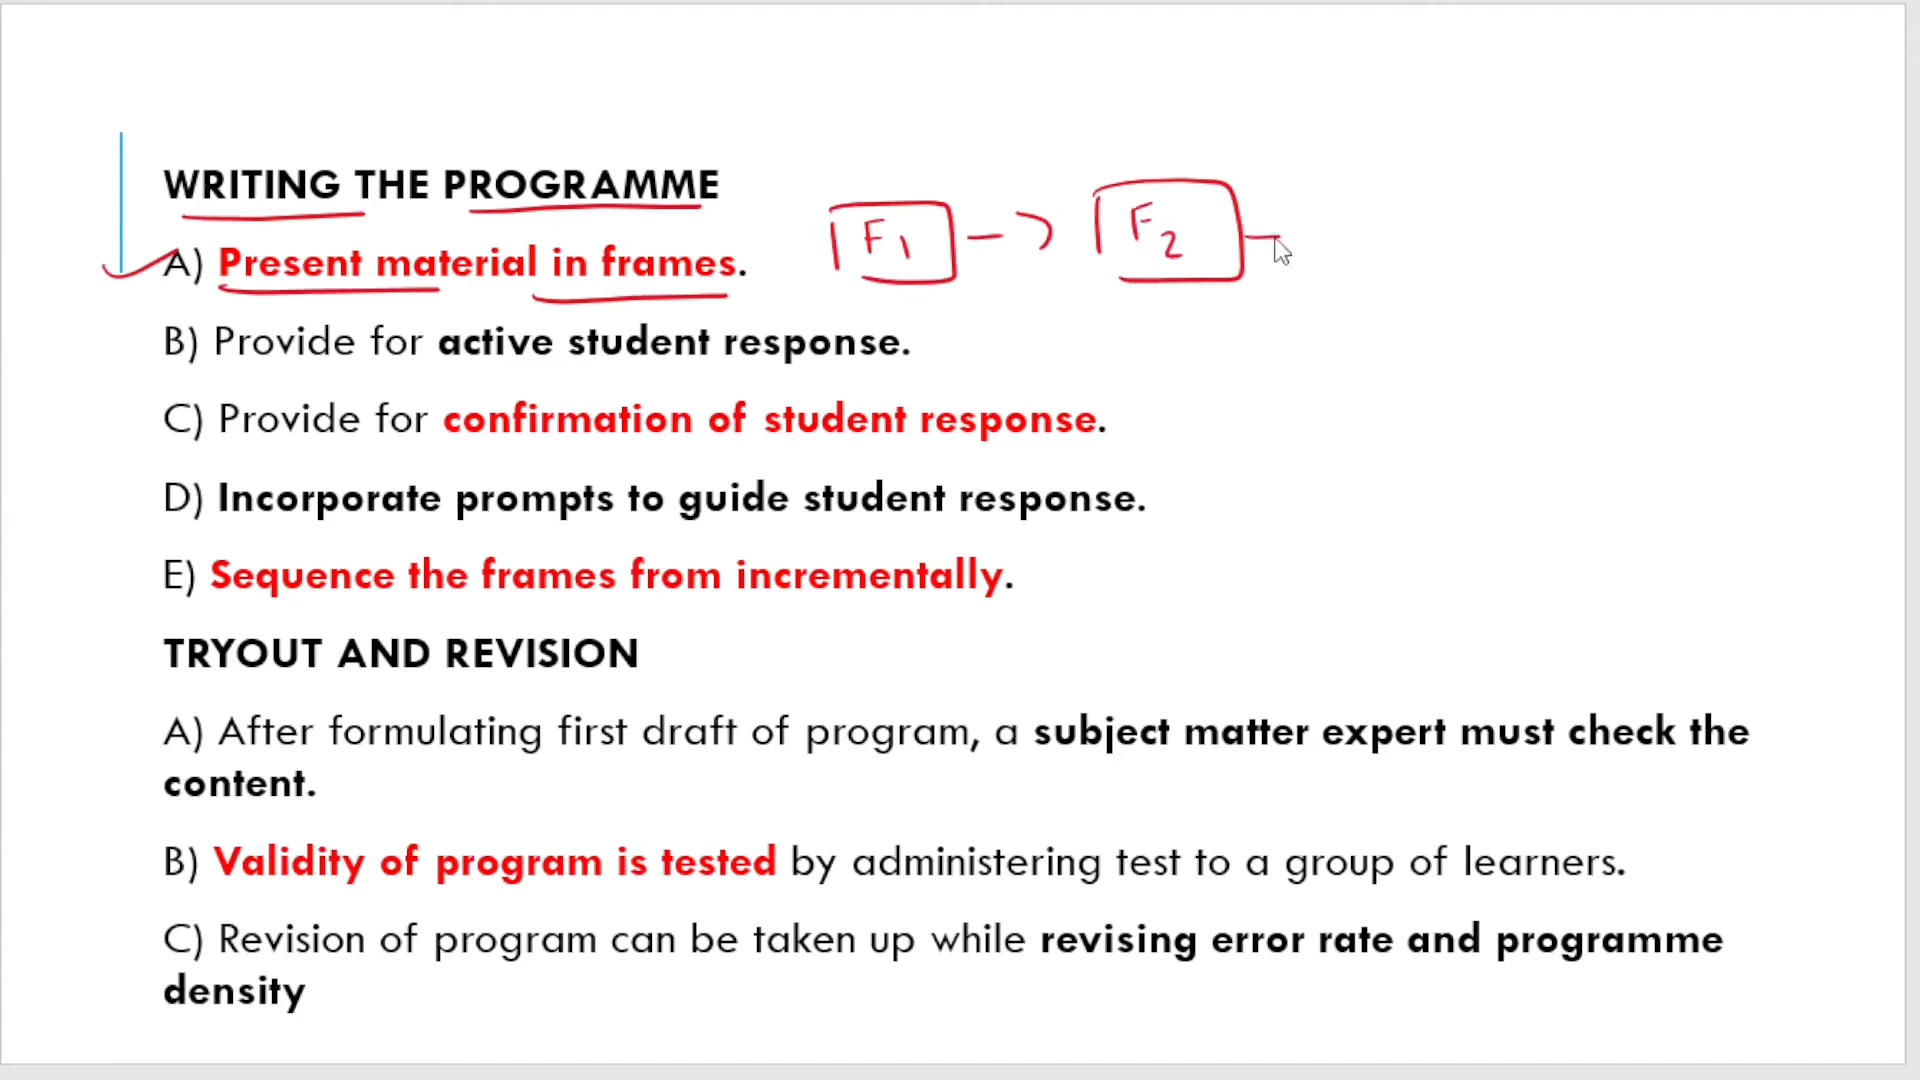 WRITING THE PROGRAMME
F1 F2
A) Present material in frames.
B) Provide for active student response.
C) Provide for confirmation of student response.
D) Incorporate prompts to guide student response.
E) Sequence the frames from incrementally.
TRYOUT AND REVISION
A) After formulating first draft of program, a subject matter expert must check the
content.
B) Validity of program is tested by administering test to a group of learners.
C) Revision of program can be taken up while revising error rate and programme
density